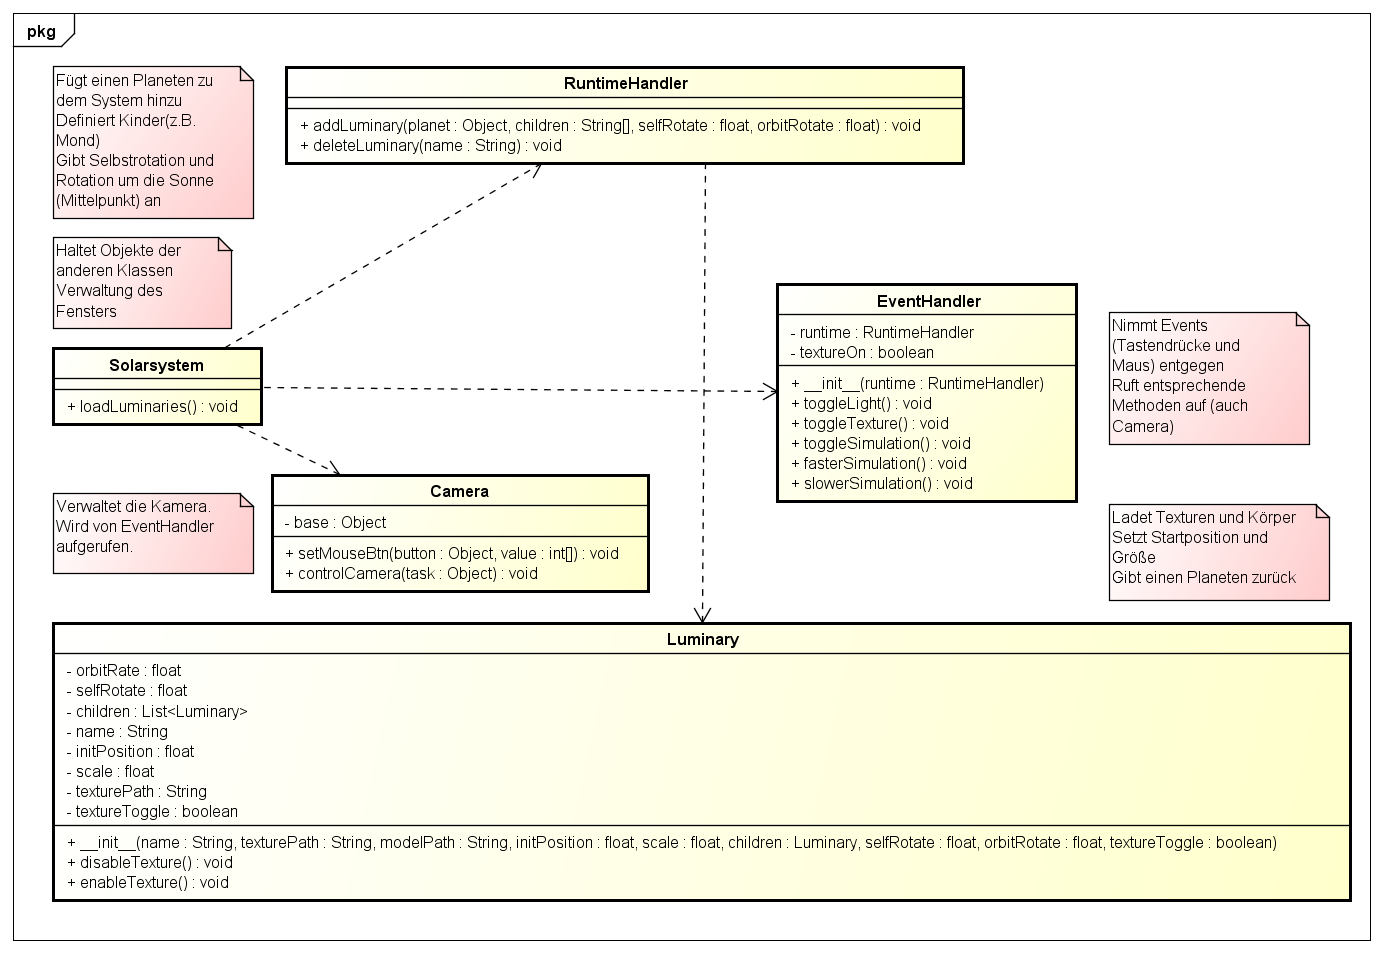 pkg
Fügt einen Planeten zu
dem System hinzu
Definiert Kinder(z.B.
Mond)
Gibt Selbstrotation und
Rotation um die Sonne
(Mittelpunkt) an
RuntimeHandler
+ addLuminary(planet : Object, children : String[], selfRotate : float, orbitRotate : float) : void
+ deleteLuminary(name : String) : void
Haltet Objekte der
anderen Klassen
Verwaltung des
Fensters
Solarsystem
+ loadLuminaries() : void
EventHandler
- runtime : RuntimeHandler
- textureOn : boolean
+ __init__(runtime : RuntimeHandler)
+ toggleLight() : void
+ toggleTexture() : void
+ toggleSimulation() : void
+ fasterSimulation() : void
+ slowerSimulation() : void
Nimmt Events
(Tastendrücke und
Maus) entgegen
Ruft entsprechende
Methoden auf (auch
Camera)
Verwaltet die Kamera.
Wird von EventHandler
aufgerufen.
Camera
- base : Object
+ setMouseBtn(button : Object, value : int[]) : void
+ controlCamera(task : Object) : void
Ladet Texturen und Körper
Setzt Startposition und
Größe
Gibt einen Planeten zurück
Luminary
- orbitRate : float
- selfRotate : float
- children : List<Luminary>
- name : String
- initPosition : float
- scale : float
- texturePath : String
- textureToggle : boolean
+ __init__(name : String, texturePath : String, modelPath : String, initPosition : float, scale : float, children : Luminary, selfRotate : float, orbitRotate : float, textureToggle : boolean)
+ disableTexture() : void
+ enableTexture() : void